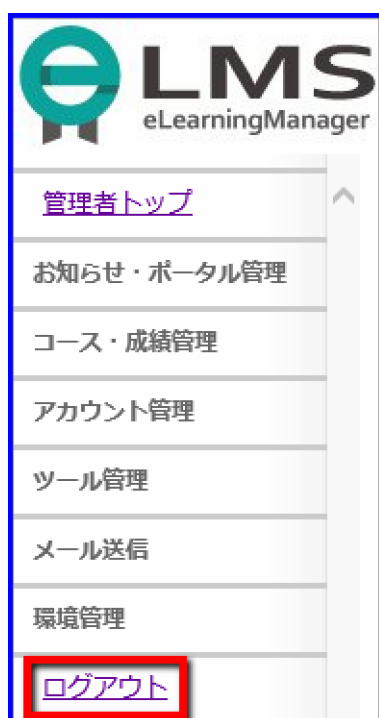 LMS
eLearningManager
管理者トップ
お知らせ・ポータル管理
コース・成績管理
アカウント管理
ツール管理
メール送信
環境管理
ログアウト